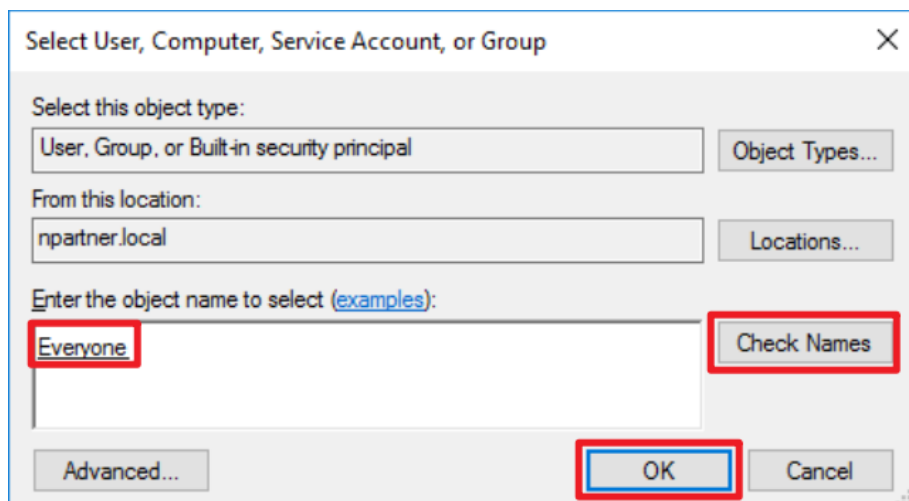 Select User, Computer, Service Account, or Group
Select this object type:
User, Group, or Built-in security principal
Object Types...
From this location:
npartner.local
Locations...
Enter the object name to select (examples):
Everyone
Check Names
Advanced...
OK
Cancel